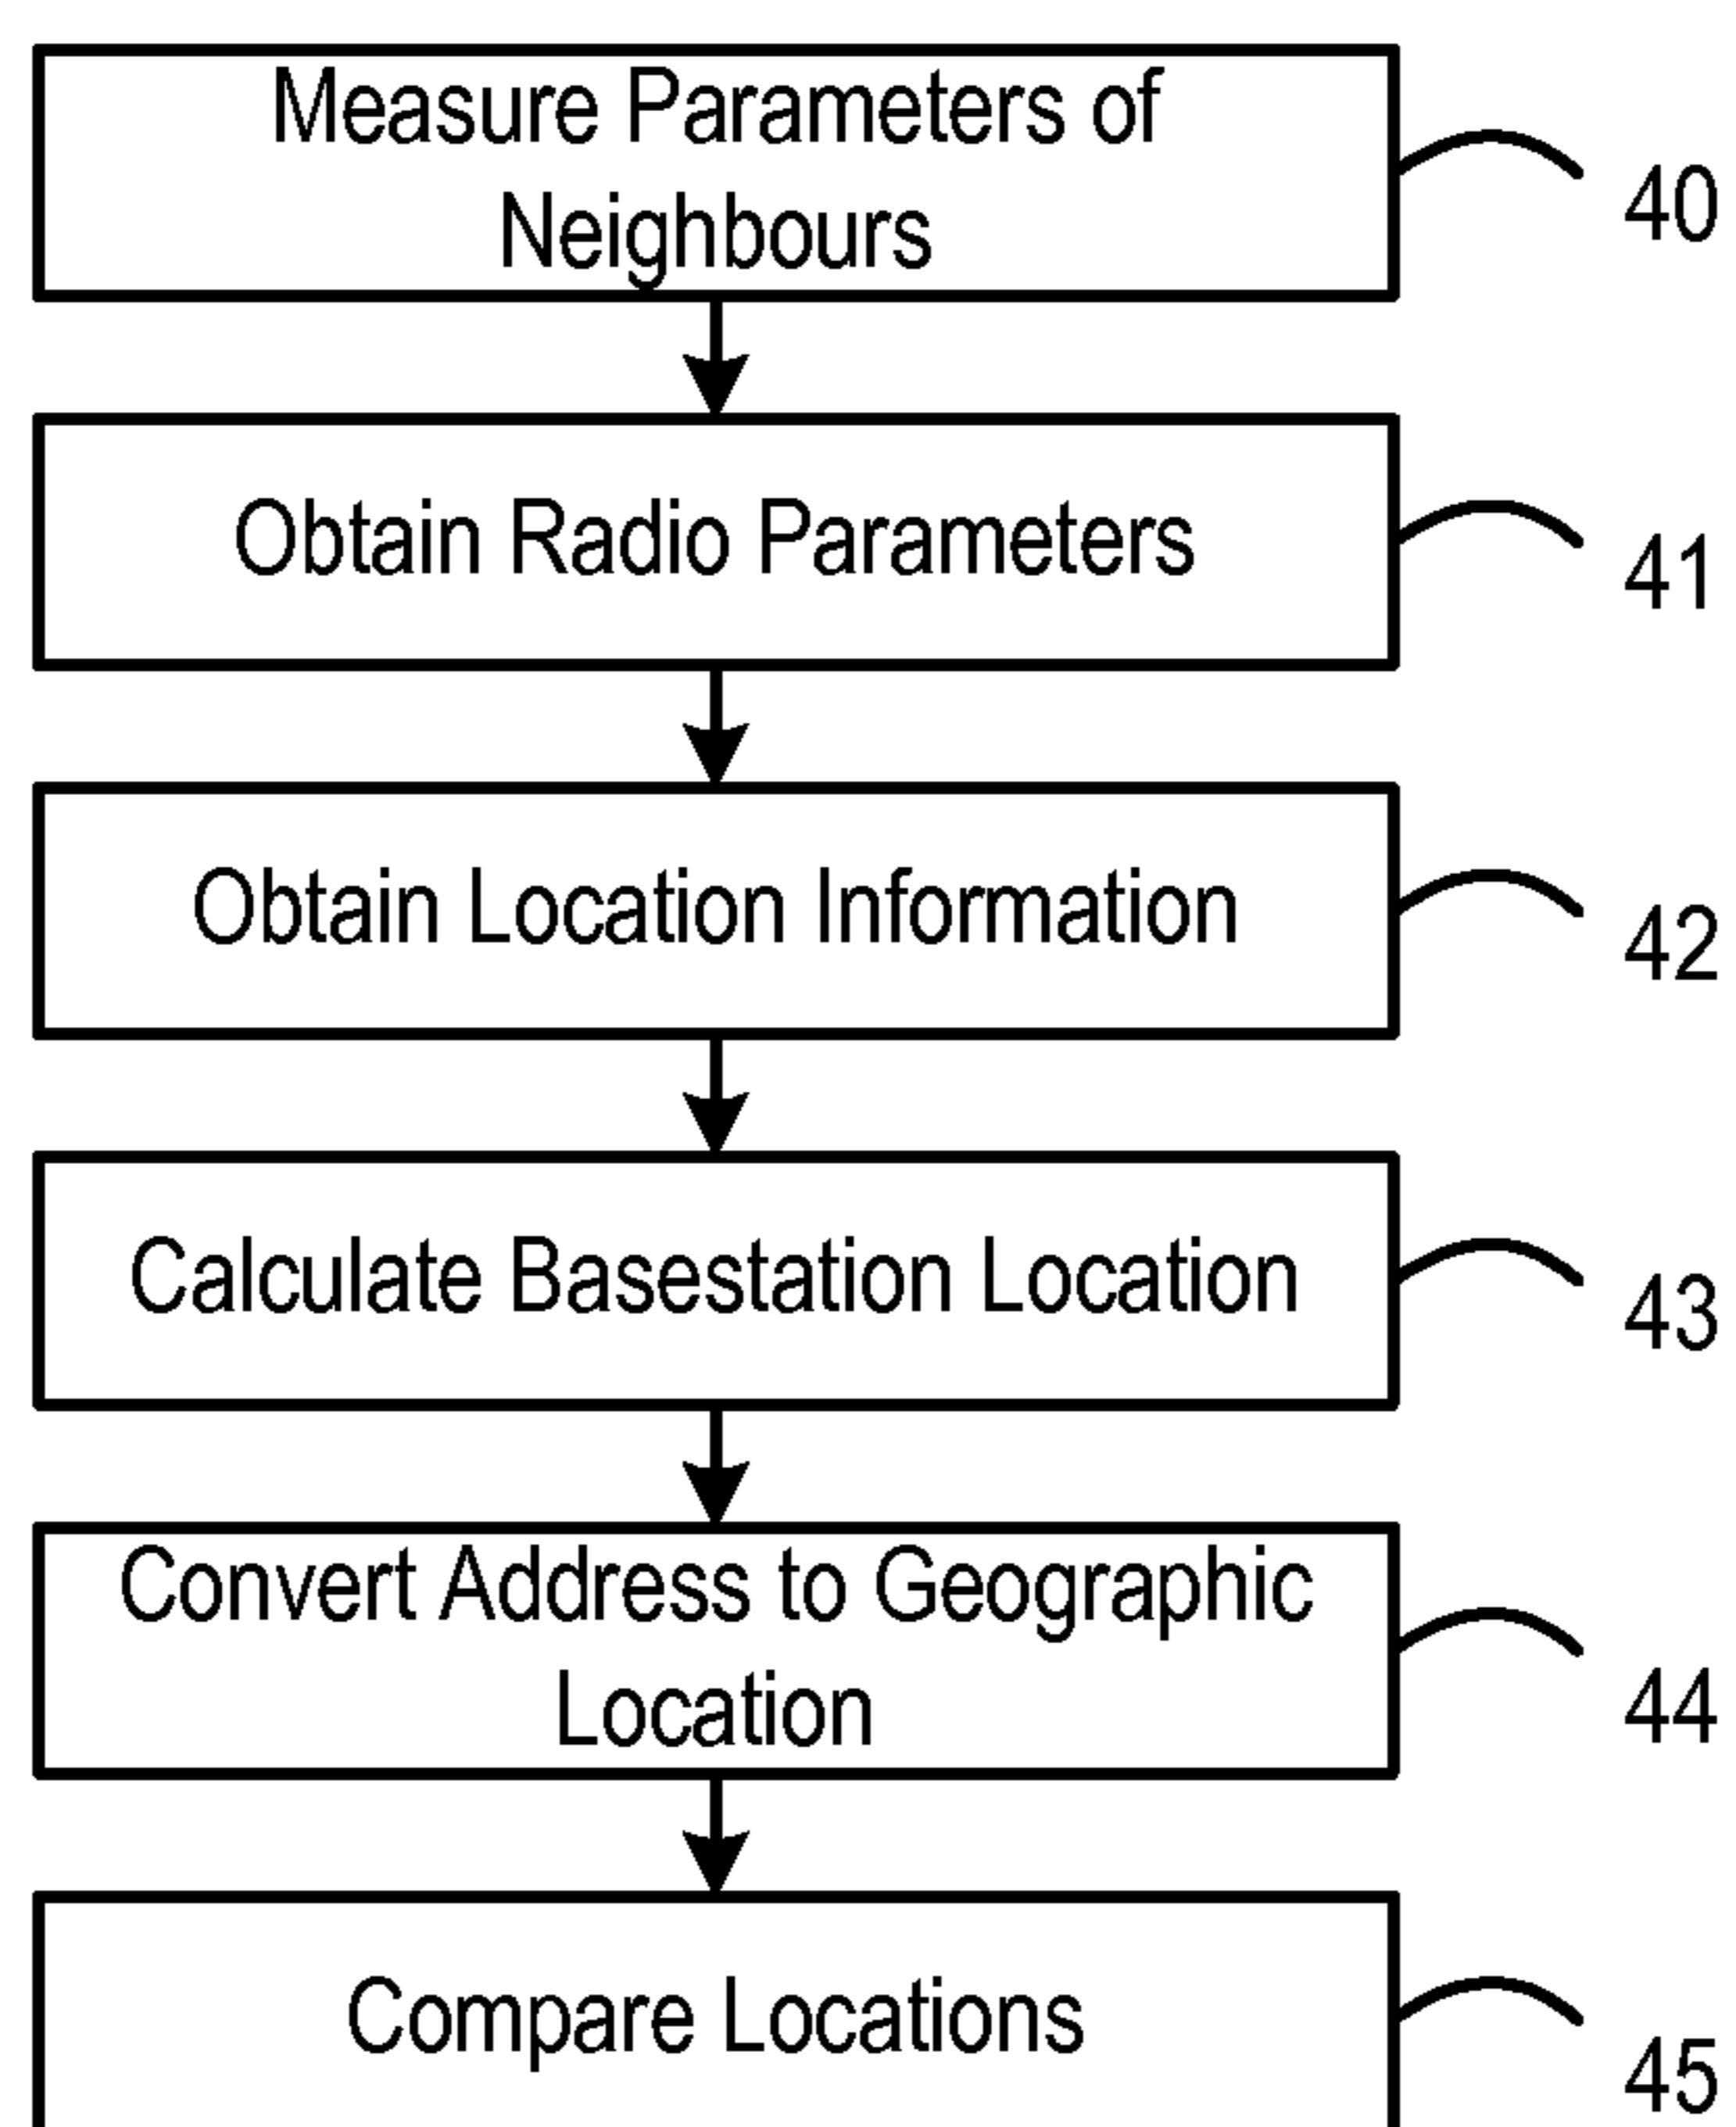 Measure Parameters of
Neighbours
40
Obtain Radio Parameters
41
Obtain Location Information
42
Calculate Basestation Location
43
Convert Address to Geographic
Location
44
Compare Locations
45